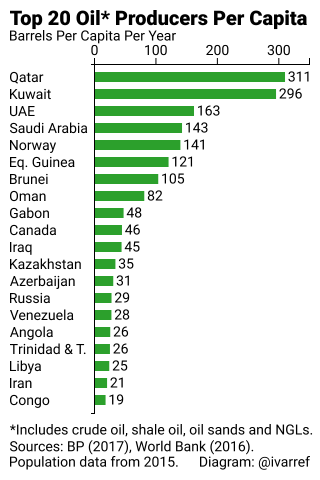 Top 20 Oil* Producers Per Capita
Barrels Per Capita Per Year
0 100 200 300
Qatar 311
Kuwait 296
UAE 163
Saudi Arabia 143
Norway 141
Eq. Guinea 121
Brunei 105
Oman 82
Gabon 48
Canada 46
Iraq 45
Kazakhstan 35
Azerbaijan 31
Russia 29
Venezuela 28
Angola 26
Trinidad & T. 26
Libya 25
Iran 21
Congo 19
*Includes crude oil, shale oil, oil sands and NGLs.
Sources: BP (2017), World Bank (2016).
Population data from 2015. Diagram: @ivarref